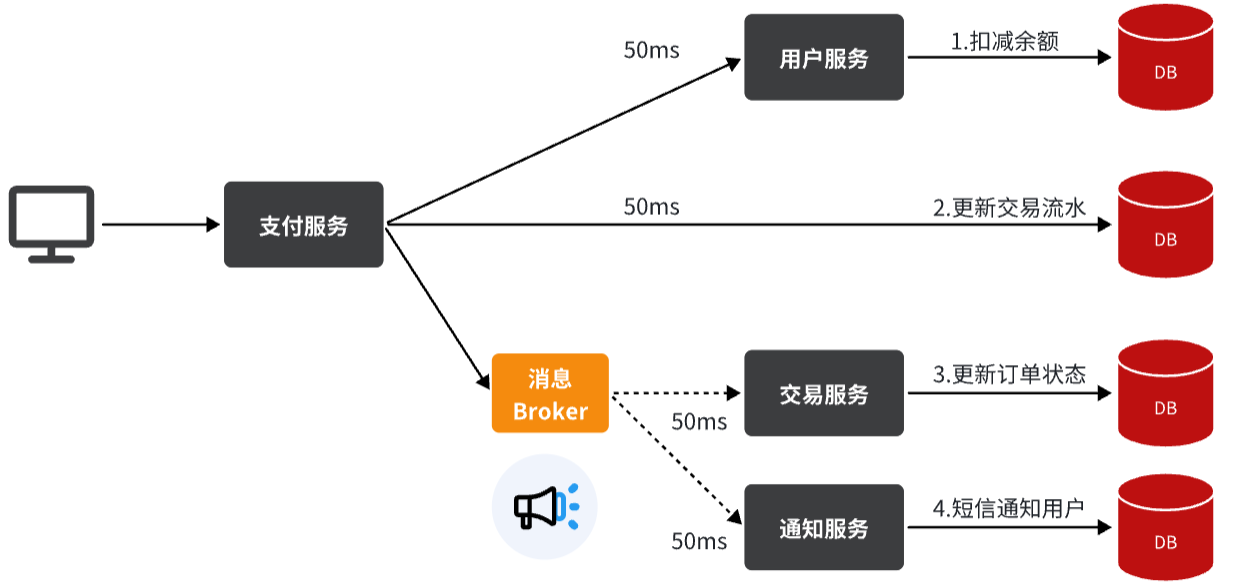 50ms
用户服务
1.扣减余额
DB
支付服务
50ms
2.更新交易流水
DB
消息
Broker
50ms
交易服务
3.更新订单状态
DB
50ms
通知服务
4.短信通知用户
DB